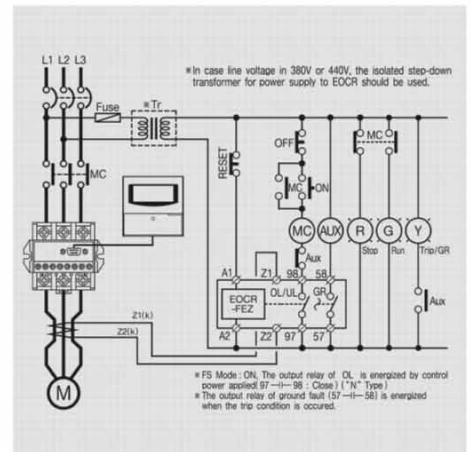 L1 L2 L3
※In case line voltage in 380V or 440V, the isolated step-down
transformer for power supply to EOCR should be used.
Fuse
※Tr
OFF
MC
RESET
MC
MC
ON
MC
AUX
R
G
Y
Stop
Run
Trip/GR
Aux
A1
Z1
98
58
OL/UL
GR
EOCR
-FEZ
Aux
Z1(k)
A2
Z2
97
57
Z2(k)
M
※ FS Mode : ON, The output relay of OL is energized by control
power applied( 97 ⊣⊢ 98 : Close ) ( "N" Type )
※ The output relay of ground fault (57 ⊣⊢ 58) is energized
when the trip condition is occured.